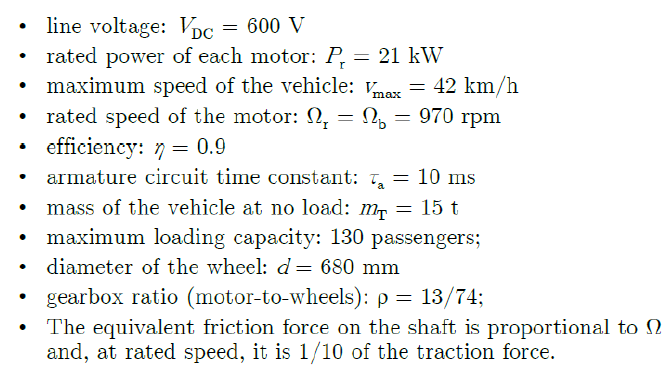 • line voltage: V_DC = 600 V
• rated power of each motor: P_r = 21 kW
• maximum speed of the vehicle: v_max = 42 km/h
• rated speed of the motor: Ω_r = Ω_b = 970 rpm
• efficiency: η = 0.9
• armature circuit time constant: τ_a = 10 ms
• mass of the vehicle at no load: m_T = 15 t
• maximum loading capacity: 130 passengers;
• diameter of the wheel: d = 680 mm
• gearbox ratio (motor-to-wheels): ρ = 13/74;
• The equivalent friction force on the shaft is proportional to Ω
and, at rated speed, it is 1/10 of the traction force.